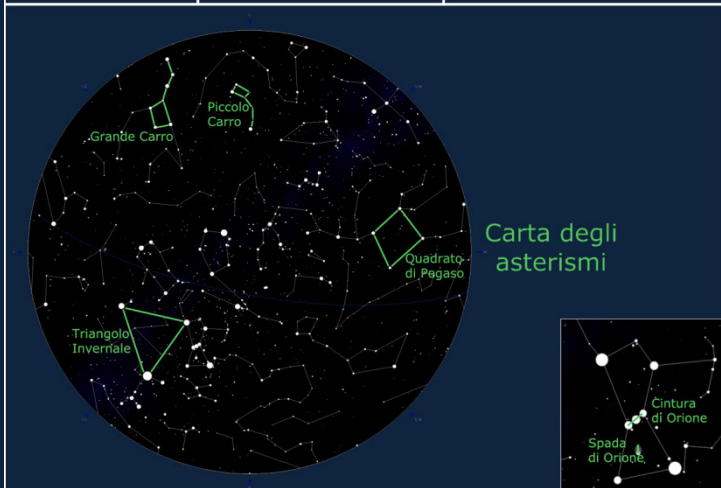 Piccolo
Carro
Grande Carro
Carta degli
asterismi
Quadrato
di Pegaso
Triangolo
Invernale
Cintura
di Orione
Spada
di Orione